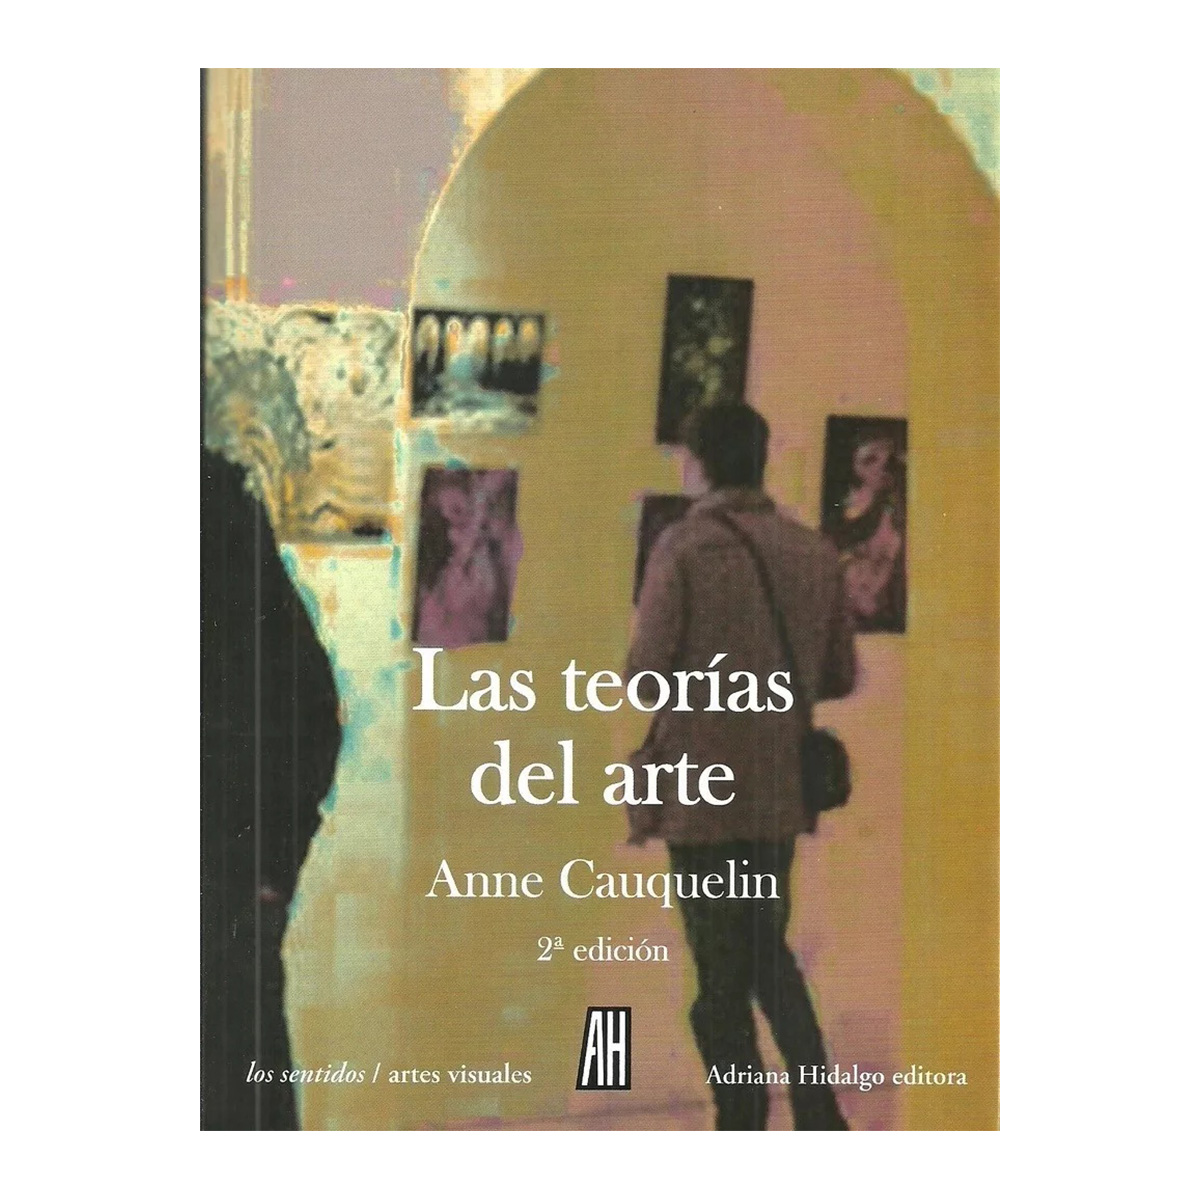 Las teorías
del arte
Anne Cauquelin
2ª edición
AH
los sentidos / artes visuales
Adriana Hidalgo editora